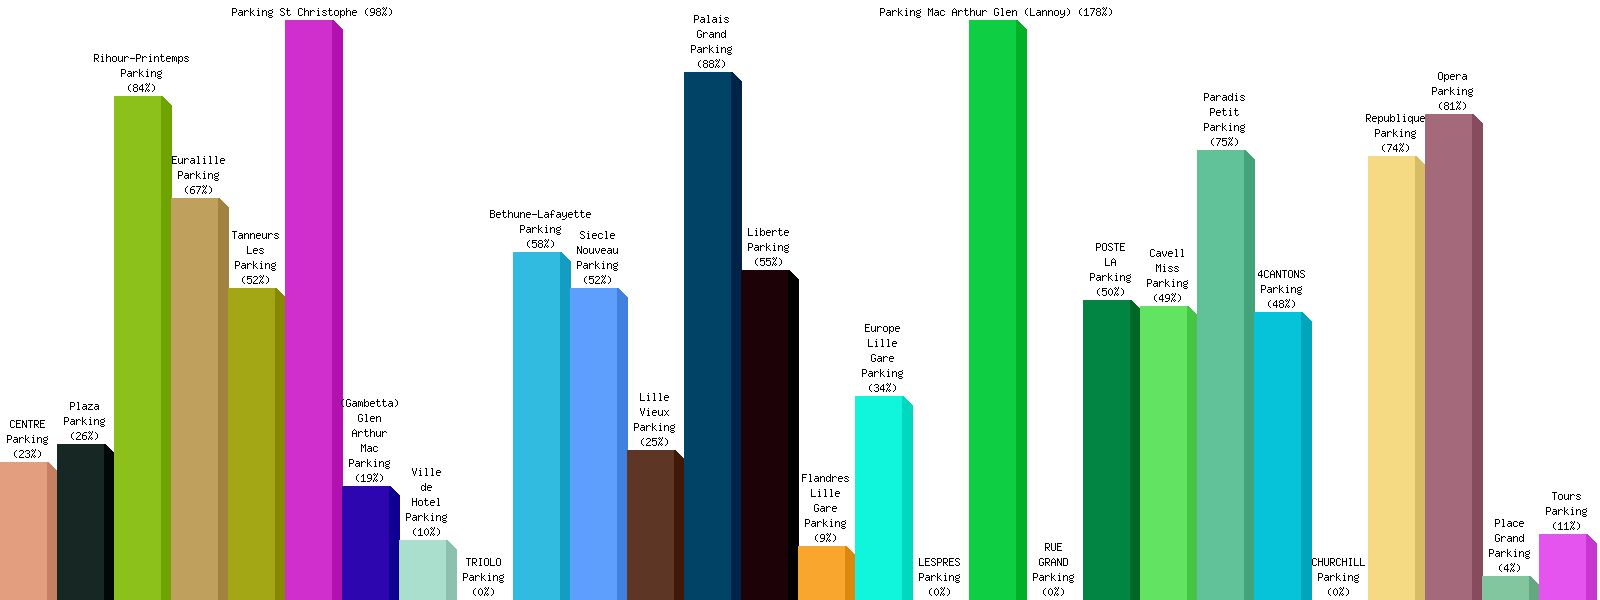 CENTRE
Parking
(23%)
Plaza
Parking
(26%)
Rihour-Printemps
Parking
(84%)
Euralille
Parking
(67%)
Tanneurs
Les
Parking
(52%)
Parking St Christophe (98%)
(Gambetta)
Glen
Arthur
Mac
Parking
(19%)
Ville
de
Hotel
Parking
(10%)
TRIOLO
Parking
(0%)
Bethune-Lafayette
Parking
(58%)
Siecle
Nouveau
Parking
(52%)
Lille
Vieux
Parking
(25%)
Palais
Grand
Parking
(88%)
Liberte
Parking
(55%)
Flandres
Lille
Gare
Parking
(9%)
Europe
Lille
Gare
Parking
(34%)
LESPRES
Parking
(0%)
Parking Mac Arthur Glen (Lannoy) (178%)
RUE
GRAND
Parking
(0%)
POSTE
LA
Parking
(50%)
Cavell
Miss
Parking
(49%)
Paradis
Petit
Parking
(75%)
4CANTONS
Parking
(48%)
CHURCHILL
Parking
(0%)
Republique
Parking
(74%)
Opera
Parking
(81%)
Place
Grand
Parking
(4%)
Tours
Parking
(11%)